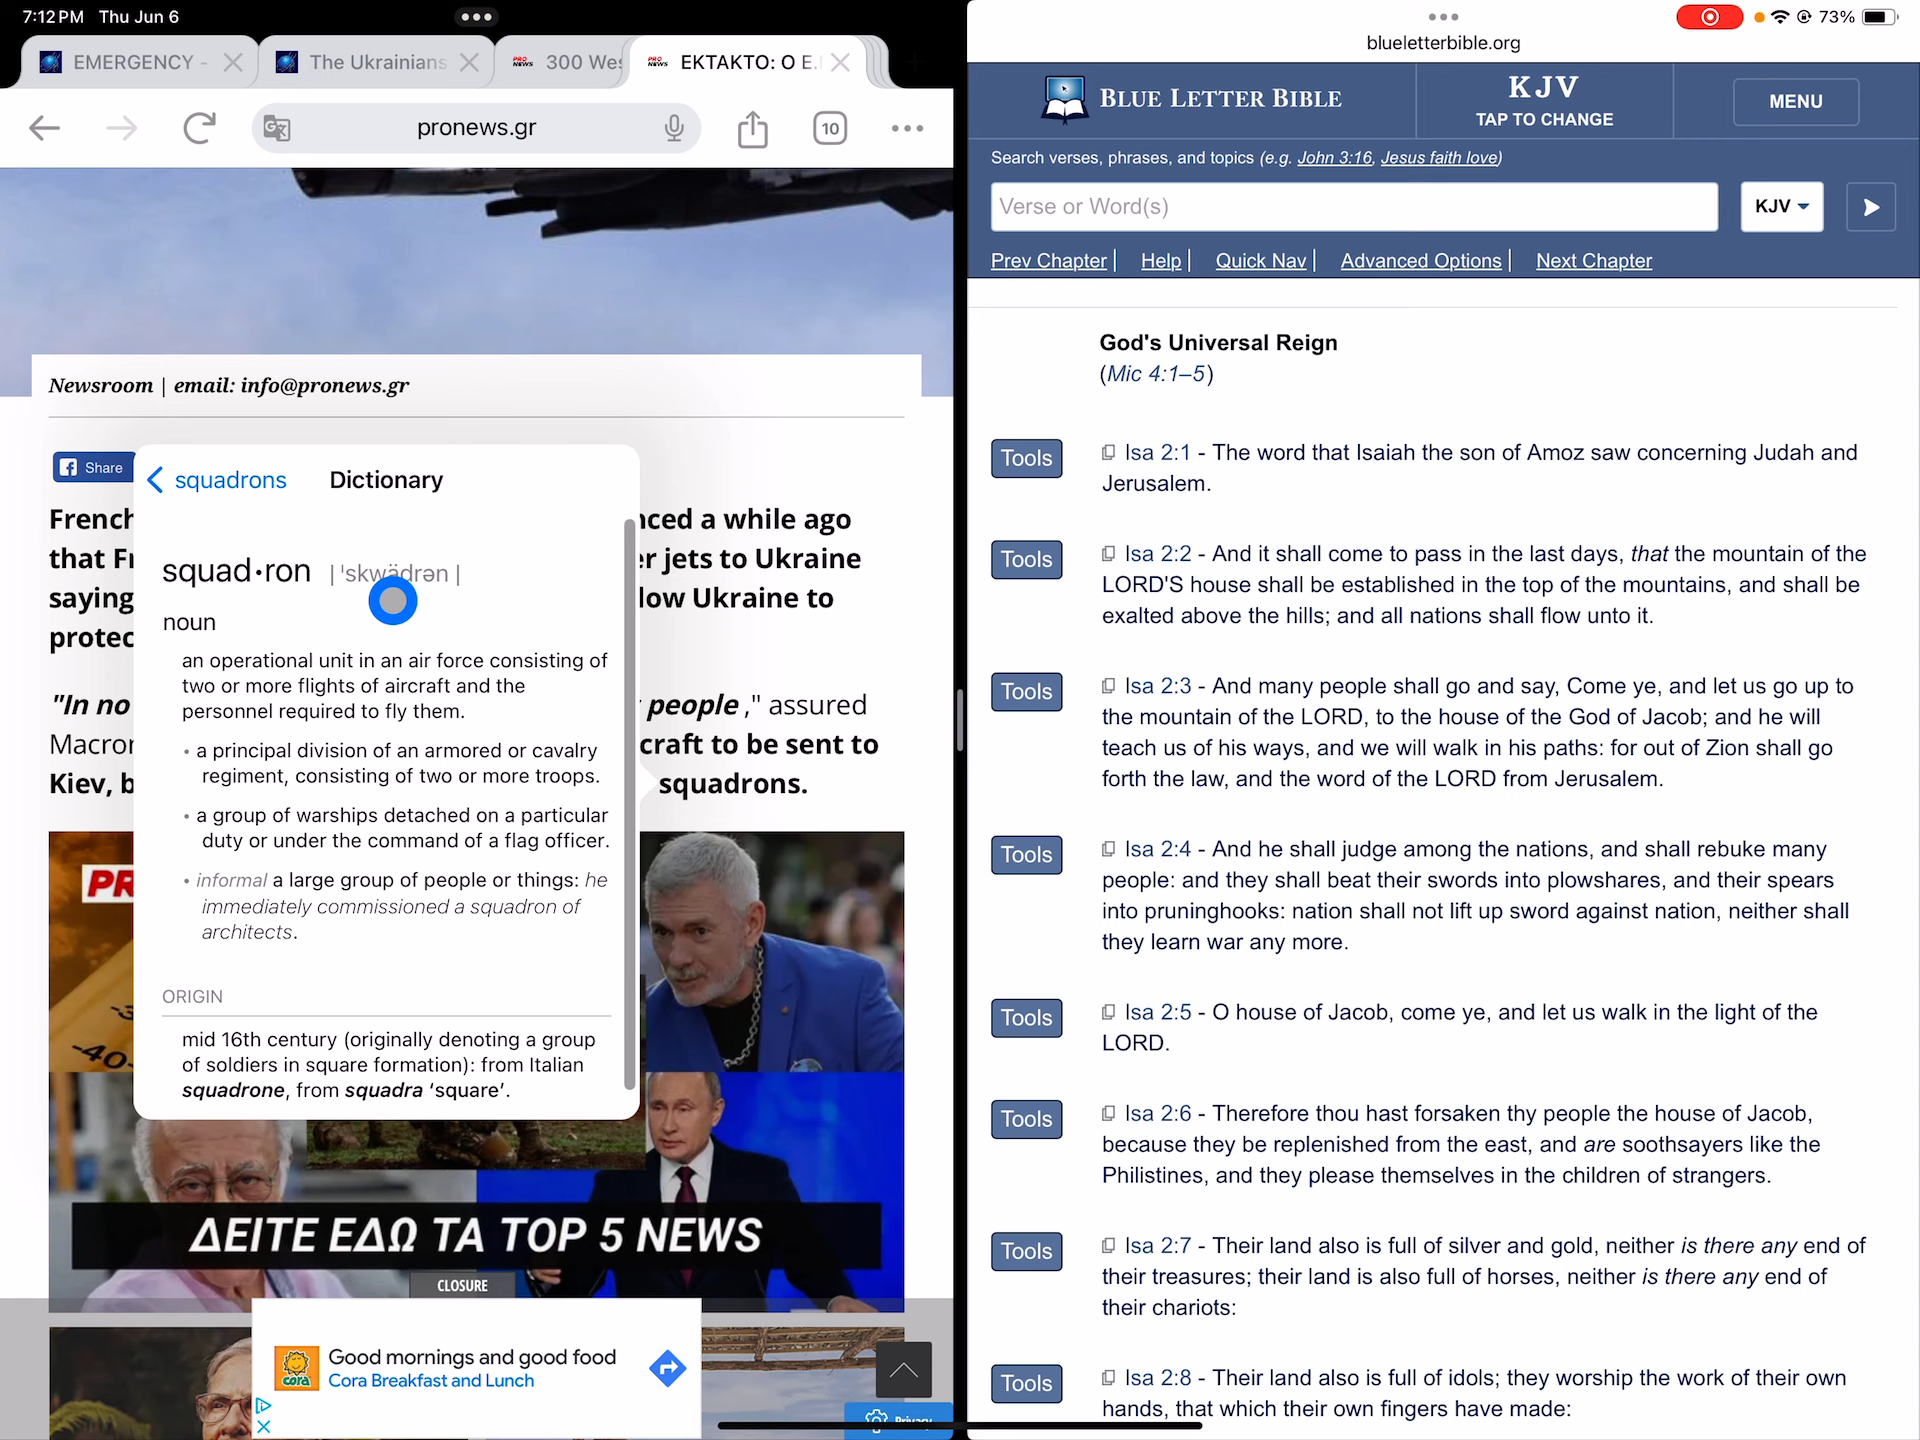 7:12 PM Thu Jun 6
EMERGENCY -
The Ukrainians
PRO NEWS
300 Wes
PRO NEWS
EKTAKTO: O E.
pronews.gr
10
Newsroom | email: info@pronews.gr
Share
French
nced a while ago
that Fr
er jets to Ukraine
saying
low Ukraine to
protec
"In no
people ," assured
Macron
craft to be sent to
Kiev, b
squadrons.
squadrons
Dictionary
squad•ron | ˈskwädrən |
noun
an operational unit in an air force consisting of
two or more flights of aircraft and the
personnel required to fly them.
• a principal division of an armored or cavalry
regiment, consisting of two or more troops.
• a group of warships detached on a particular
duty or under the command of a flag officer.
• informal a large group of people or things: he
immediately commissioned a squadron of
architects.
ORIGIN
mid 16th century (originally denoting a group
of soldiers in square formation): from Italian
squadrone, from squadra ‘square’.
PR
-40
ΔΕΙΤΕ ΕΔΩ ΤΑ TOP 5 NEWS
CLOSURE
cora
Good mornings and good food
Cora Breakfast and Lunch
Privacy
73%
blueletterbible.org
BLUE LETTER BIBLE
KJV
TAP TO CHANGE
MENU
Search verses, phrases, and topics (e.g. John 3:16, Jesus faith love)
Verse or Word(s)
KJV
Prev Chapter | Help | Quick Nav | Advanced Options | Next Chapter
God's Universal Reign
(Mic 4:1–5)
Tools
Isa 2:1 - The word that Isaiah the son of Amoz saw concerning Judah and
Jerusalem.
Tools
Isa 2:2 - And it shall come to pass in the last days, that the mountain of the
LORD'S house shall be established in the top of the mountains, and shall be
exalted above the hills; and all nations shall flow unto it.
Tools
Isa 2:3 - And many people shall go and say, Come ye, and let us go up to
the mountain of the LORD, to the house of the God of Jacob; and he will
teach us of his ways, and we will walk in his paths: for out of Zion shall go
forth the law, and the word of the LORD from Jerusalem.
Tools
Isa 2:4 - And he shall judge among the nations, and shall rebuke many
people: and they shall beat their swords into plowshares, and their spears
into pruninghooks: nation shall not lift up sword against nation, neither shall
they learn war any more.
Tools
Isa 2:5 - O house of Jacob, come ye, and let us walk in the light of the
LORD.
Tools
Isa 2:6 - Therefore thou hast forsaken thy people the house of Jacob,
because they be replenished from the east, and are soothsayers like the
Philistines, and they please themselves in the children of strangers.
Tools
Isa 2:7 - Their land also is full of silver and gold, neither is there any end of
their treasures; their land is also full of horses, neither is there any end of
their chariots:
Tools
Isa 2:8 - Their land also is full of idols; they worship the work of their own
hands, that which their own fingers have made: